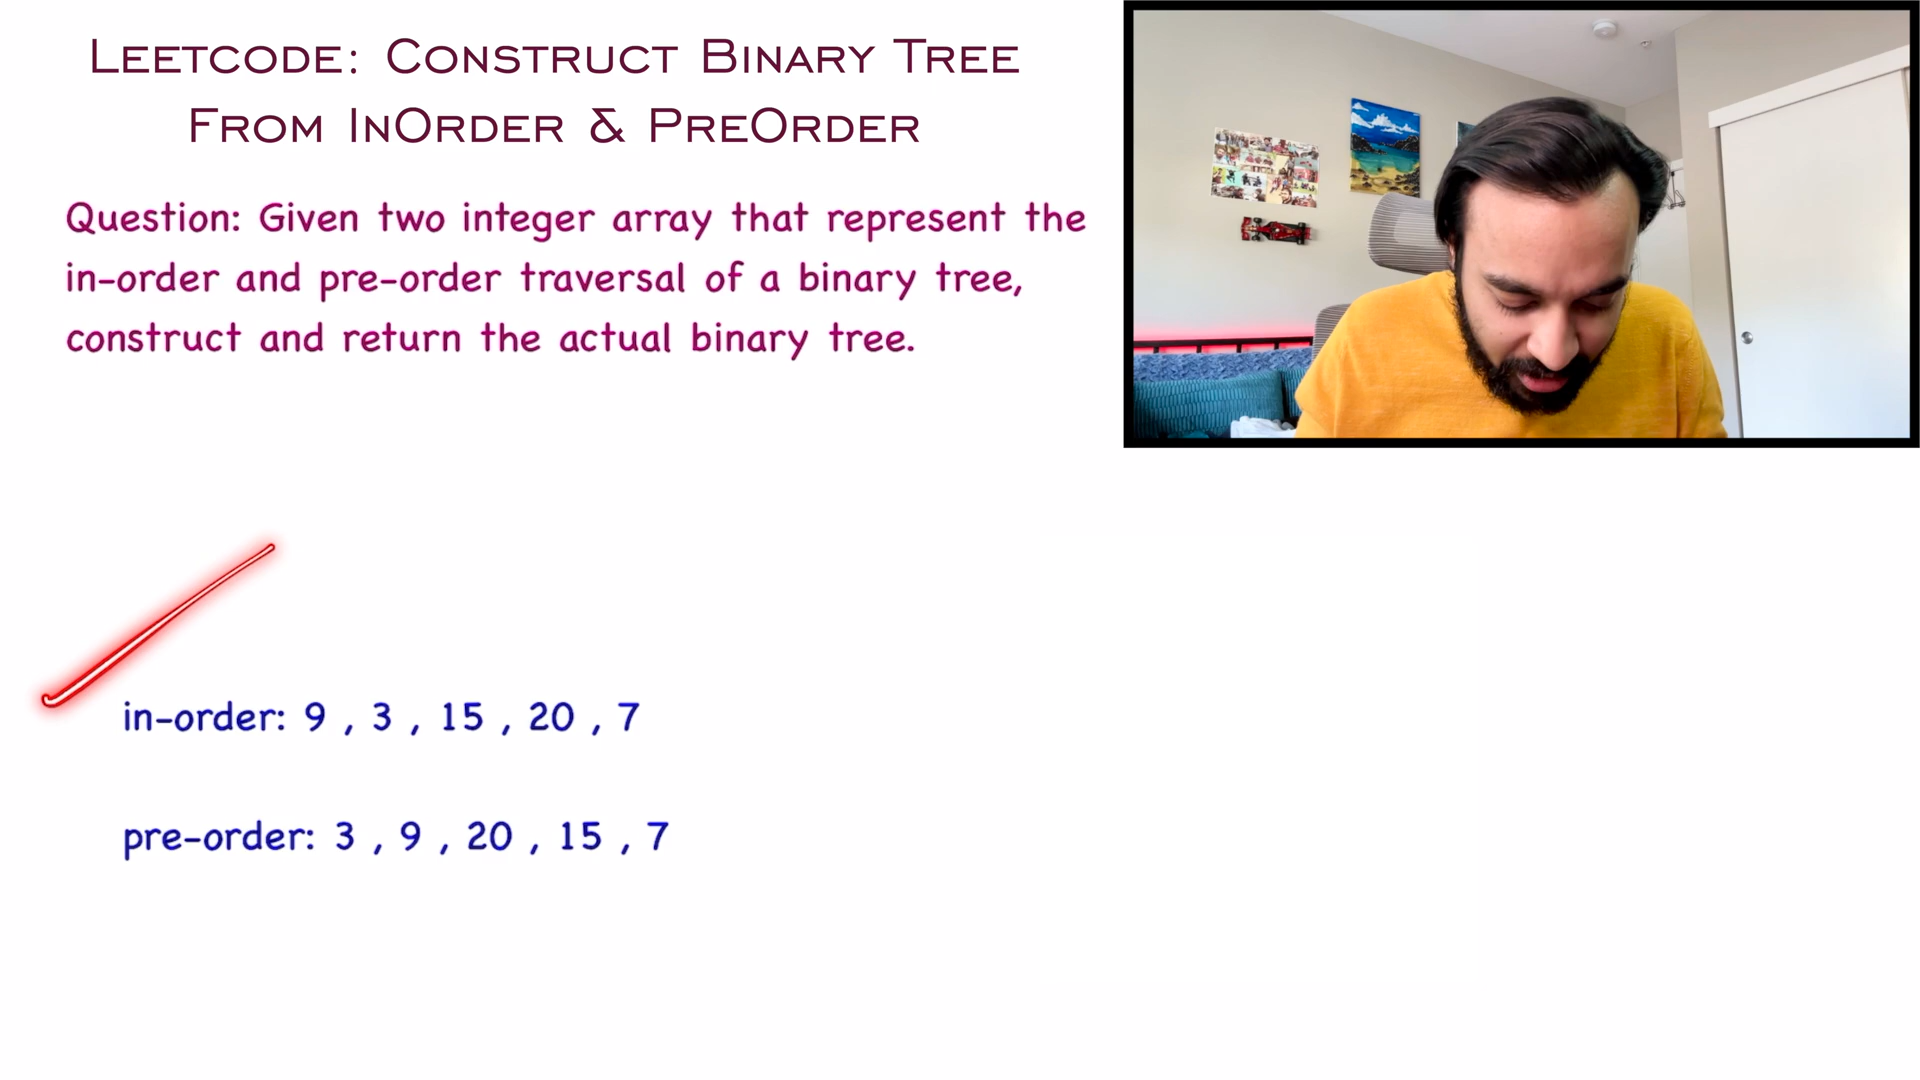 Leetcode: Construct Binary Tree
From InOrder & PreOrder
Question: Given two integer array that represent the
in-order and pre-order traversal of a binary tree,
construct and return the actual binary tree.
in-order: 9 , 3 , 15 , 20 , 7
pre-order: 3 , 9 , 20 , 15 , 7